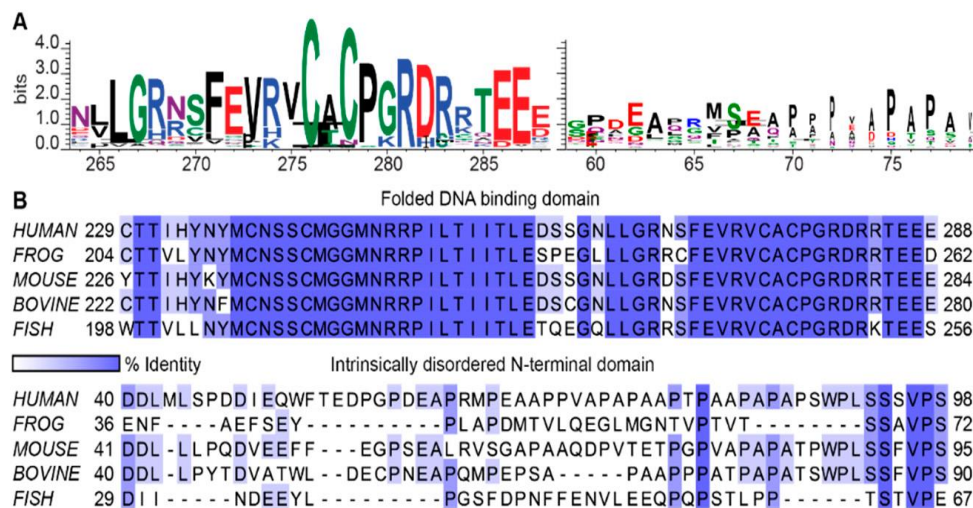 A
bits
4.0
3.0
2.0
1.0
0.0
NLLGRNSFEVRVCACPGRDRRTEEE
GPDEAPRMSEAPAPAAPAPA
265 270 275 280 285 60 65 70 75
B
Folded DNA binding domain
HUMAN 229 CTTIHYNYMCNSSCMGGMNRRPILTIITLEDSSGNLLGRNSFEVRVCACPGRDRRTEEE 288
FROG 204 CTTVLYNYMCNSSCMGGMNRRPILTIITLESPEGLLLGRRCFEVRVCACPGRDRRTEED 262
MOUSE 226 YTTIHYKYMCNSSCMGGMNRRPILTIITLEDSSGNLLGRDSFEVRVCACPGRDRRTEEE 284
BOVINE 222 CTTIHYNFMCNSSCMGGMNRRPILTIITLEDSCGNLLGRNSFEVRVCACPGRDRRTEEE 280
FISH 198 WTTVLLNYMCNSSCMGGMNRRPILTIITLETQEGQLLGRRSFEVRVCACPGRDRKTEES 256
% Identity
Intrinsically disordered N-terminal domain
HUMAN 40 DDLMLSPDDIEQWFTEDPGPDEAPRMPEAAPPVAPAPAAPTPAAPAPAPSWPLSSSVPS 98
FROG 36 ENF----AEFSEY----------PLAPDMTVLQEGLMGNTVPTVT--------SSAVPS 72
MOUSE 41 DDL-LLPQDVEEFF---EGPSEALRVSGAPAAQDPVTETPGPVAPAPATPWPLSSFVPS 95
BOVINE 40 DDL-LPYTDVATWL--DECPNEAPQMPEPSA-----PAAPPPATPAPATSWPLSSFVPS 90
FISH 29 DII----NDEEYL----------PGSFDPNFFENVLEEQPQPSTLPP------TSTVPE 67